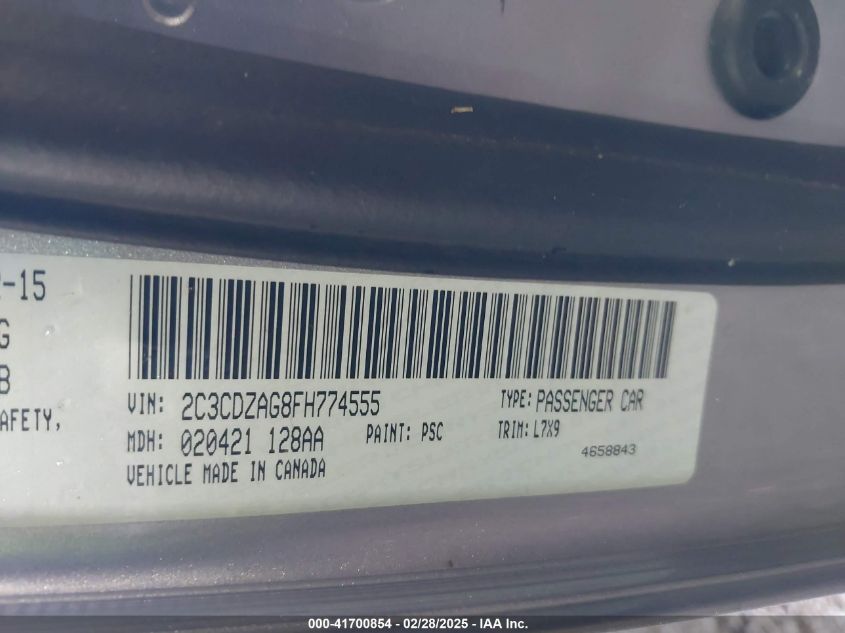 -15
G
B
AFETY,
VIN: 2C3CDZAG8FH774555 TYPE: PASSENGER CAR
MDH: 020421 128AA PAINT: PSC TRIM: L7X9
VEHICLE MADE IN CANADA 4658843
000-41700854 / 02/28/2025 - IAA Inc.